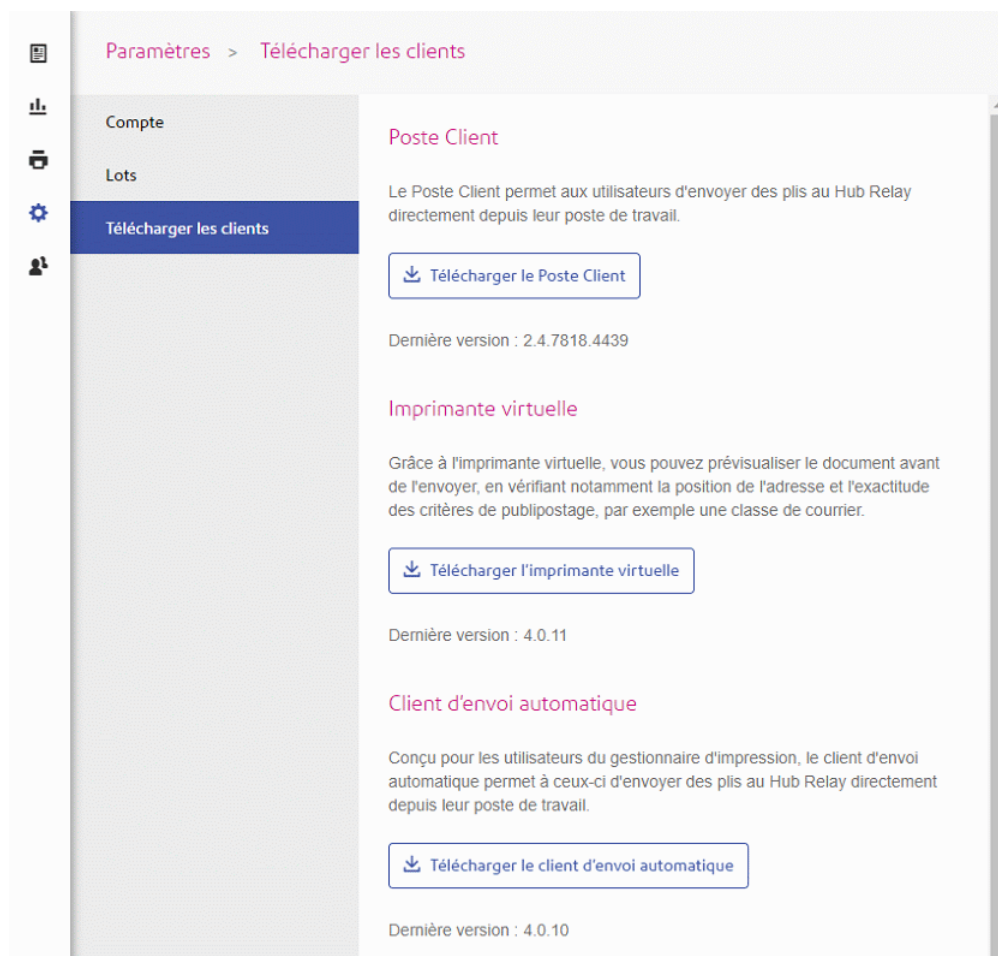 Paramètres > Télécharger les clients
Compte
Lots
Télécharger les clients
Poste Client
Le Poste Client permet aux utilisateurs d'envoyer des plis au Hub Relay
directement depuis leur poste de travail.
Télécharger le Poste Client
Dernière version : 2.4.7818.4439
Imprimante virtuelle
Grâce à l'imprimante virtuelle, vous pouvez prévisualiser le document avant
de l'envoyer, en vérifiant notamment la position de l'adresse et l'exactitude
des critères de publipostage, par exemple une classe de courrier.
Télécharger l'imprimante virtuelle
Dernière version : 4.0.11
Client d'envoi automatique
Conçu pour les utilisateurs du gestionnaire d'impression, le client d'envoi
automatique permet à ceux-ci d'envoyer des plis au Hub Relay directement
depuis leur poste de travail.
Télécharger le client d'envoi automatique
Dernière version : 4.0.10